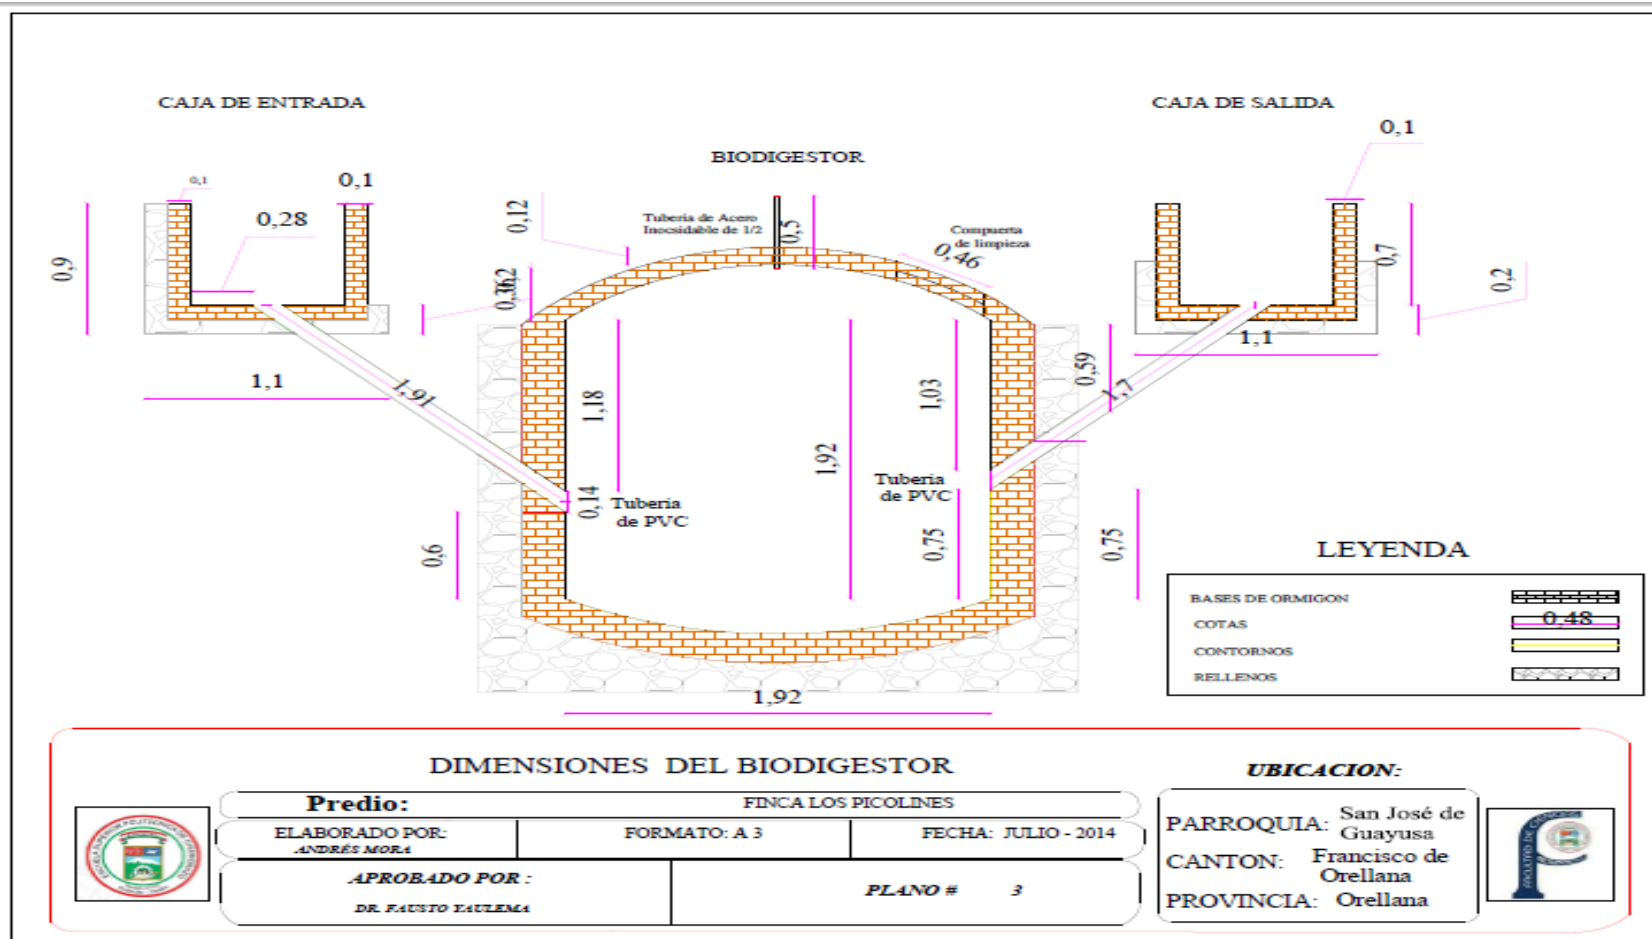 CAJA DE ENTRADA
CAJA DE SALIDA
BIODIGESTOR
0,1
0,1
0,28
0,9
1,1
1,91
0,12
Tuberia de Acero
Inocsidable de 1/2
0,5
Compuerta
de limpieza
0,46
0,1
0,7
0,2
1,1
1,7
0,59
1,18
1,03
1,92
0,14
Tuberia
de PVC
Tuberia
de PVC
0,6
0,75
0,75
1,92
LEYENDA
BASES DE ORMIGON
COTAS
0,48
CONTORNOS
RELLENOS
DIMENSIONES DEL BIODIGESTOR
Predio: FINCA LOS PICOLINES
ELABORADO POR:
ANDRÉS MORA
FORMATO: A 3
FECHA: JULIO - 2014
APROBADO POR :
DR. FAUSTO YAULEMA
PLANO # 3
UBICACION:
PARROQUIA: San José de
Guayusa
CANTON: Francisco de
Orellana
PROVINCIA: Orellana